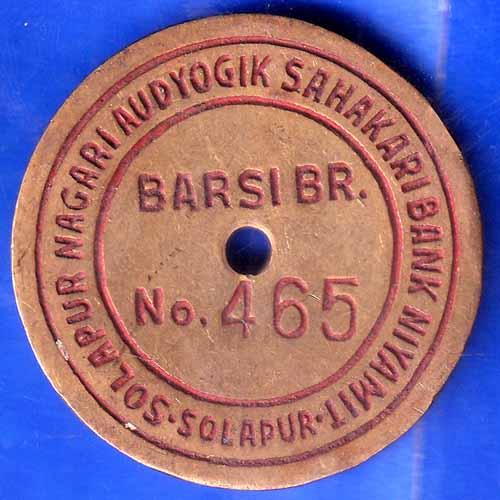 SOLAPUR NAGARI AUDYOGIK SAHAKARI BANK NIYAMIT
·SOLAPUR·
BARSI BR.
No. 465